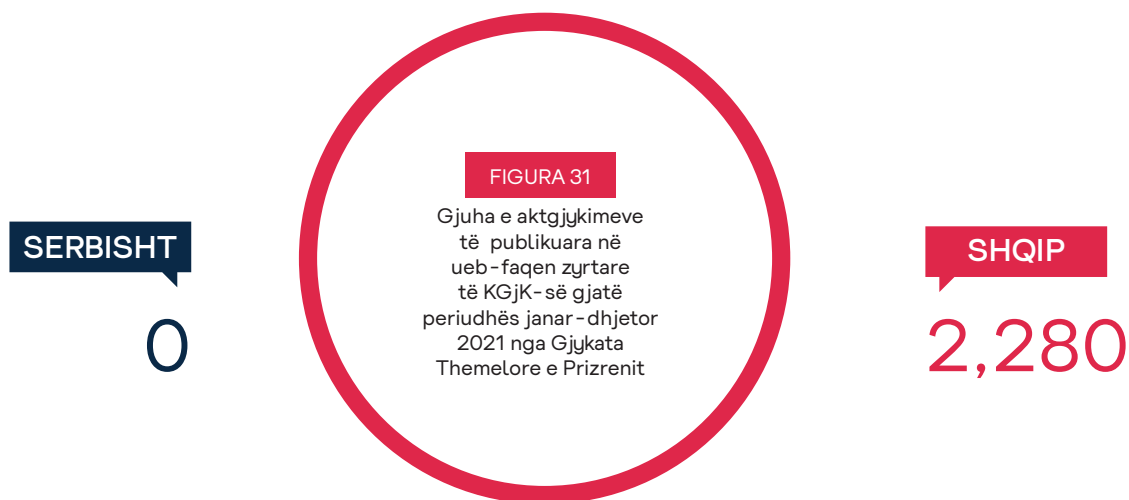 FIGURA 31
Gjuha e aktgjykimeve
të publikuara në
ueb-faqen zyrtare
të KGjK-së gjatë
periudhës janar-dhjetor
2021 nga Gjykata
Themelore e Prizrenit
SERBISHT
0
SHQIP
2,280